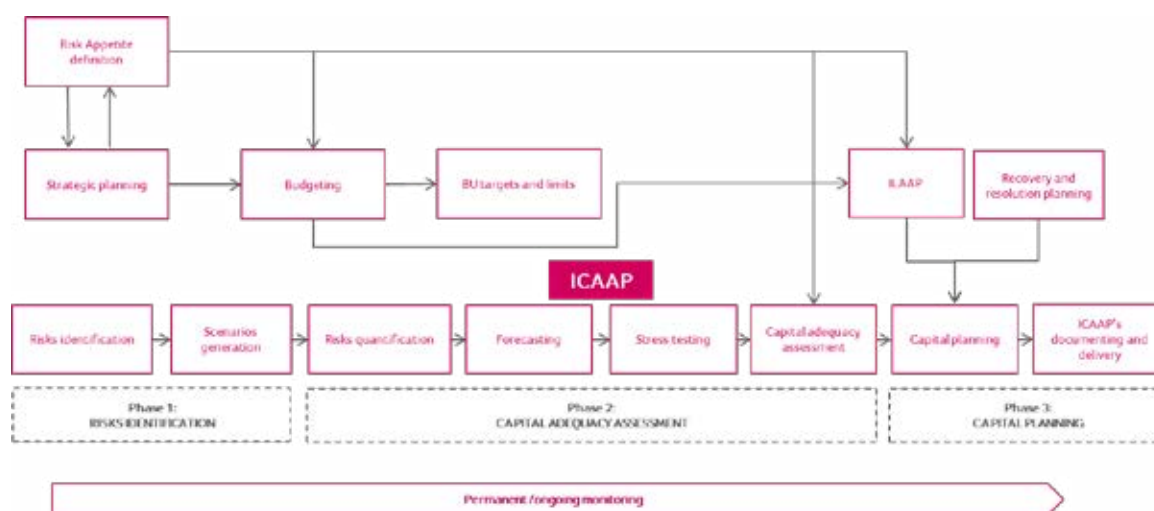 Risk Appetite
definition
Strategic planning
Budgeting
BU targets and limits
ILAAP
Recovery and
resolution planning
ICAAP
Risks identification
Scenarios
generation
Risks quantification
Forecasting
Stress testing
Capital adequacy
assessment
Capital planning
ICAAP's
documenting and
delivery
Phase 1:
RISKS IDENTIFICATION
Phase 2:
CAPITAL ADEQUACY ASSESSMENT
Phase 3:
CAPITAL PLANNING
Permanent /ongoing monitoring